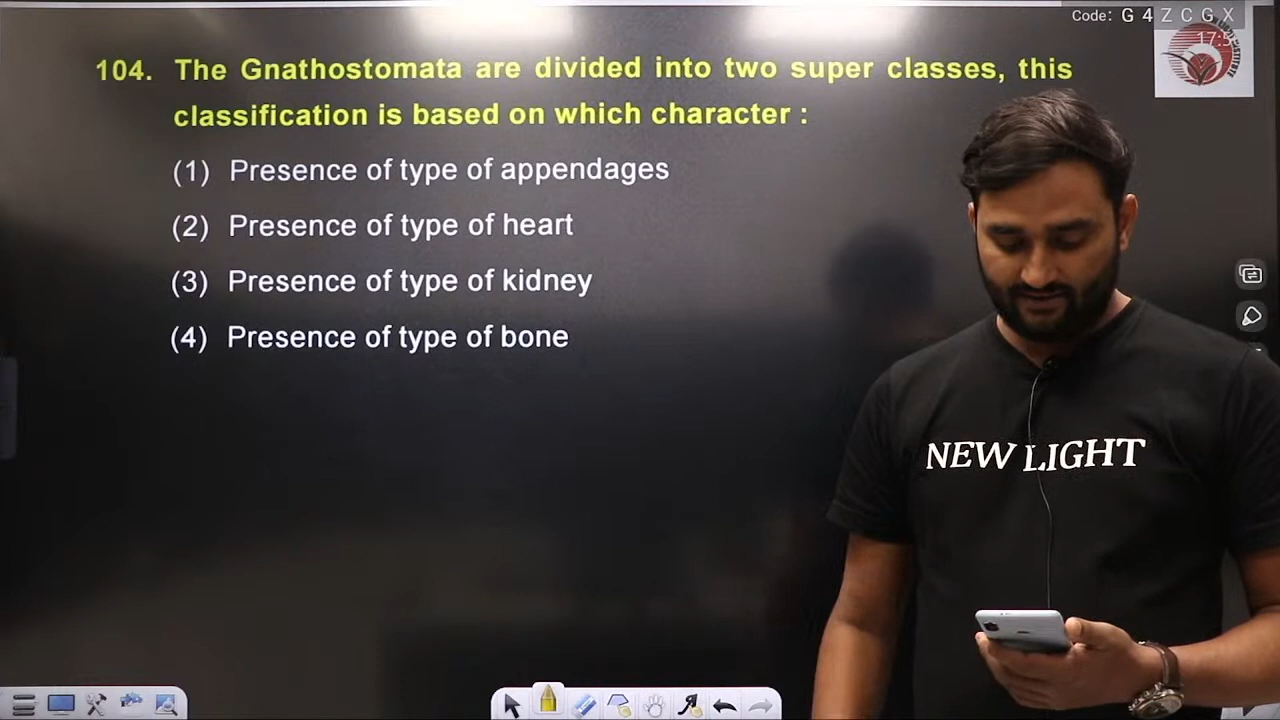 Code: G 4 Z C G X
17:5
104. The Gnathostomata are divided into two super classes, this
classification is based on which character :
(1) Presence of type of appendages
(2) Presence of type of heart
(3) Presence of type of kidney
(4) Presence of type of bone
NEW LIGHT